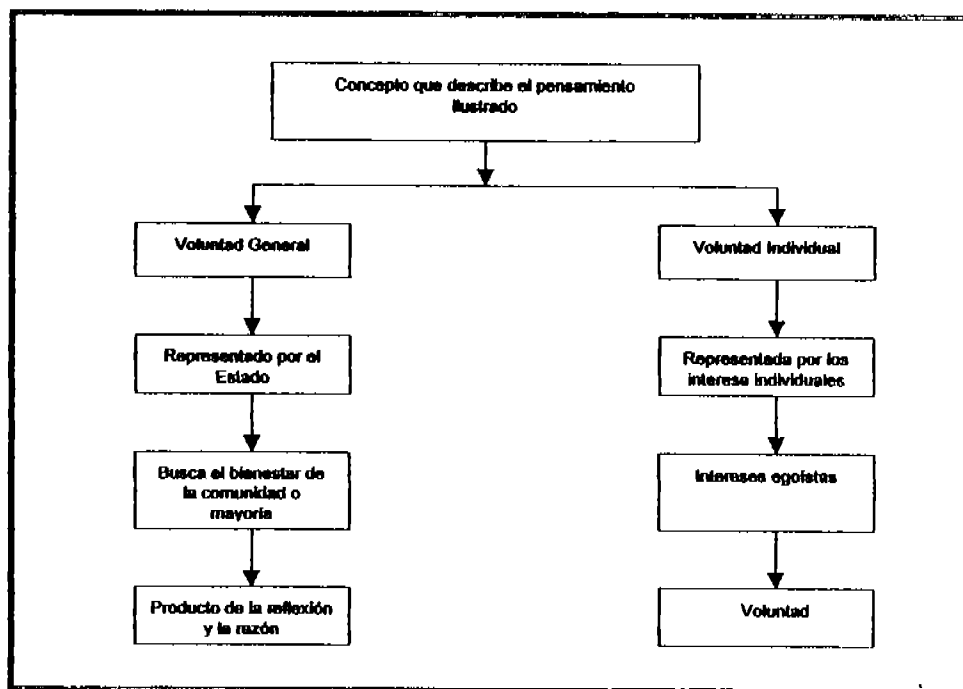 Concepto que describe el pensamiento
ilustrado
Voluntad General
Voluntad Individual
Representado por el
Estado
Representada por los
interese individuales
Busca el bienestar de
la comunidad o
mayoría
Intereses egoístas
Producto de la reflexión
y la razón
Voluntad